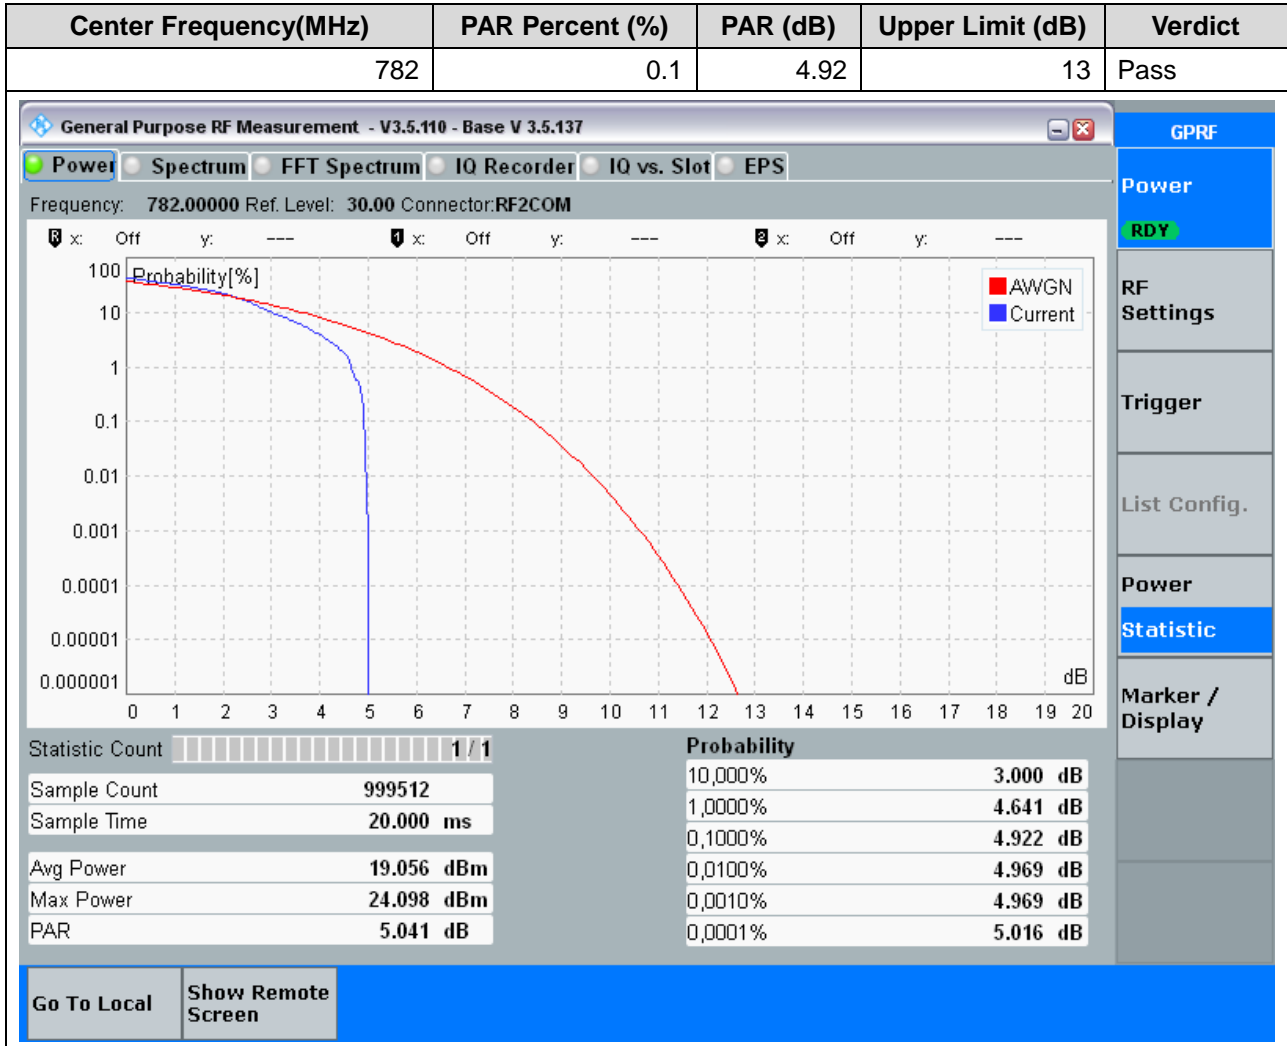 Center Frequency(MHz) PAR Percent (%) PAR (dB) Upper Limit (dB) Verdict
782 0.1 4.92 13 Pass
General Purpose RF Measurement - V3.5.110 - Base V 3.5.137
GPRF
Power Spectrum FFT Spectrum IQ Recorder IQ vs. Slot EPS
Frequency: 782.00000 Ref. Level: 30.00 Connector:RF2COM
R x: Off y: --- 1 x: Off y: --- 2 x: Off y: ---
Probability[%]
AWGN
Current
100
10
1
0.1
0.01
0.001
0.0001
0.00001
0.000001
dB
0 1 2 3 4 5 6 7 8 9 10 11 12 13 14 15 16 17 18 19 20
Statistic Count 1 / 1
Sample Count 999512
Sample Time 20.000 ms
Avg Power 19.056 dBm
Max Power 24.098 dBm
PAR 5.041 dB
Probability
10,000% 3.000 dB
1,0000% 4.641 dB
0,1000% 4.922 dB
0,0100% 4.969 dB
0,0010% 4.969 dB
0,0001% 5.016 dB
Power
RDY
RF
Settings
Trigger
List Config.
Power
Statistic
Marker /
Display
Go To Local
Show Remote
Screen